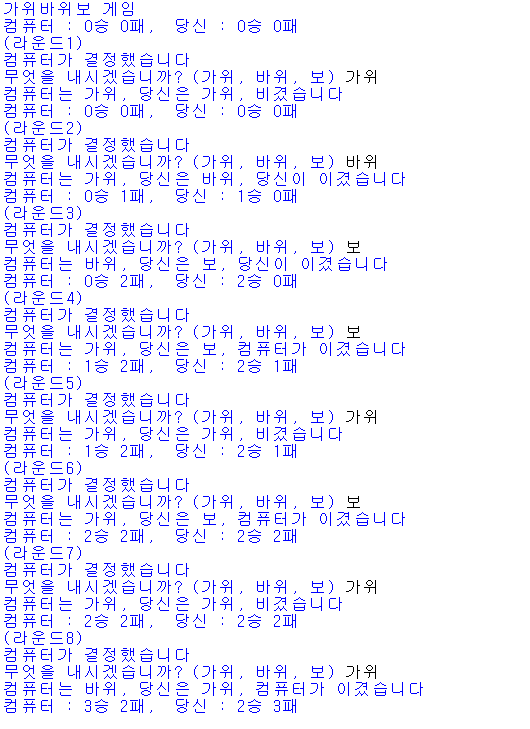 가위바위보 게임
컴퓨터 : 0승 0패, 당신 : 0승 0패
(라운드1)
컴퓨터가 결정했습니다
무엇을 내시겠습니까? (가위, 바위, 보) 가위
컴퓨터는 가위, 당신은 가위, 비겼습니다
컴퓨터 : 0승 0패, 당신 : 0승 0패
(라운드2)
컴퓨터가 결정했습니다
무엇을 내시겠습니까? (가위, 바위, 보) 바위
컴퓨터는 가위, 당신은 바위, 당신이 이겼습니다
컴퓨터 : 0승 1패, 당신 : 1승 0패
(라운드3)
컴퓨터가 결정했습니다
무엇을 내시겠습니까? (가위, 바위, 보) 보
컴퓨터는 바위, 당신은 보, 당신이 이겼습니다
컴퓨터 : 0승 2패, 당신 : 2승 0패
(라운드4)
컴퓨터가 결정했습니다
무엇을 내시겠습니까? (가위, 바위, 보) 보
컴퓨터는 가위, 당신은 보, 컴퓨터가 이겼습니다
컴퓨터 : 1승 2패, 당신 : 2승 1패
(라운드5)
컴퓨터가 결정했습니다
무엇을 내시겠습니까? (가위, 바위, 보) 가위
컴퓨터는 가위, 당신은 가위, 비겼습니다
컴퓨터 : 1승 2패, 당신 : 2승 1패
(라운드6)
컴퓨터가 결정했습니다
무엇을 내시겠습니까? (가위, 바위, 보) 보
컴퓨터는 가위, 당신은 보, 컴퓨터가 이겼습니다
컴퓨터 : 2승 2패, 당신 : 2승 2패
(라운드7)
컴퓨터가 결정했습니다
무엇을 내시겠습니까? (가위, 바위, 보) 가위
컴퓨터는 가위, 당신은 가위, 비겼습니다
컴퓨터 : 2승 2패, 당신 : 2승 2패
(라운드8)
컴퓨터가 결정했습니다
무엇을 내시겠습니까? (가위, 바위, 보) 가위
컴퓨터는 바위, 당신은 가위, 컴퓨터가 이겼습니다
컴퓨터 : 3승 2패, 당신 : 2승 3패